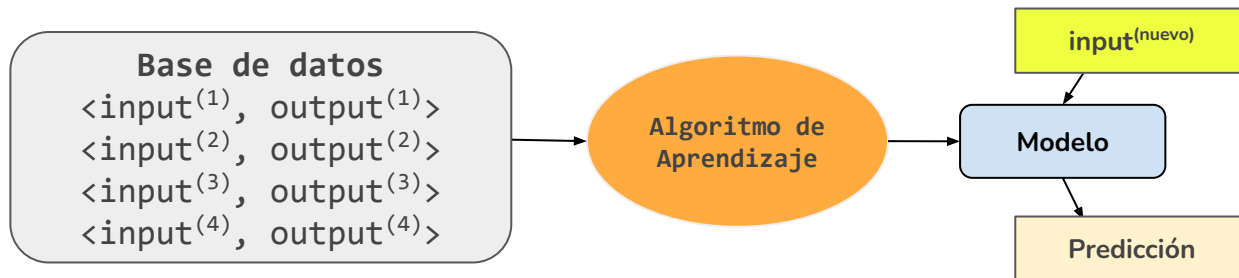 Base de datos
<input⁽¹⁾, output⁽¹⁾>
<input⁽²⁾, output⁽²⁾>
<input⁽³⁾, output⁽³⁾>
<input⁽⁴⁾, output⁽⁴⁾>
Algoritmo de
Aprendizaje
input⁽ⁿᵘᵉᵛᵒ⁾
Modelo
Predicción